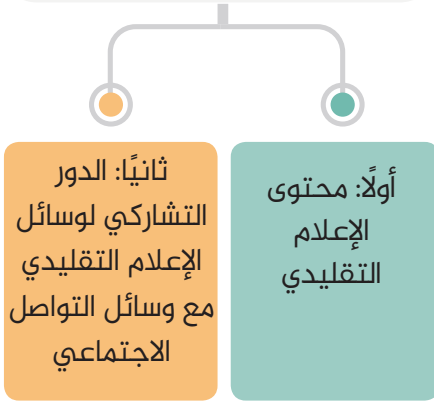 أولًا: محتوى
الإعلام
التقليدي
ثانيًا: الدور
التشاركي لوسائل
الإعلام التقليدي
مع وسائل التواصل
الاجتماعي